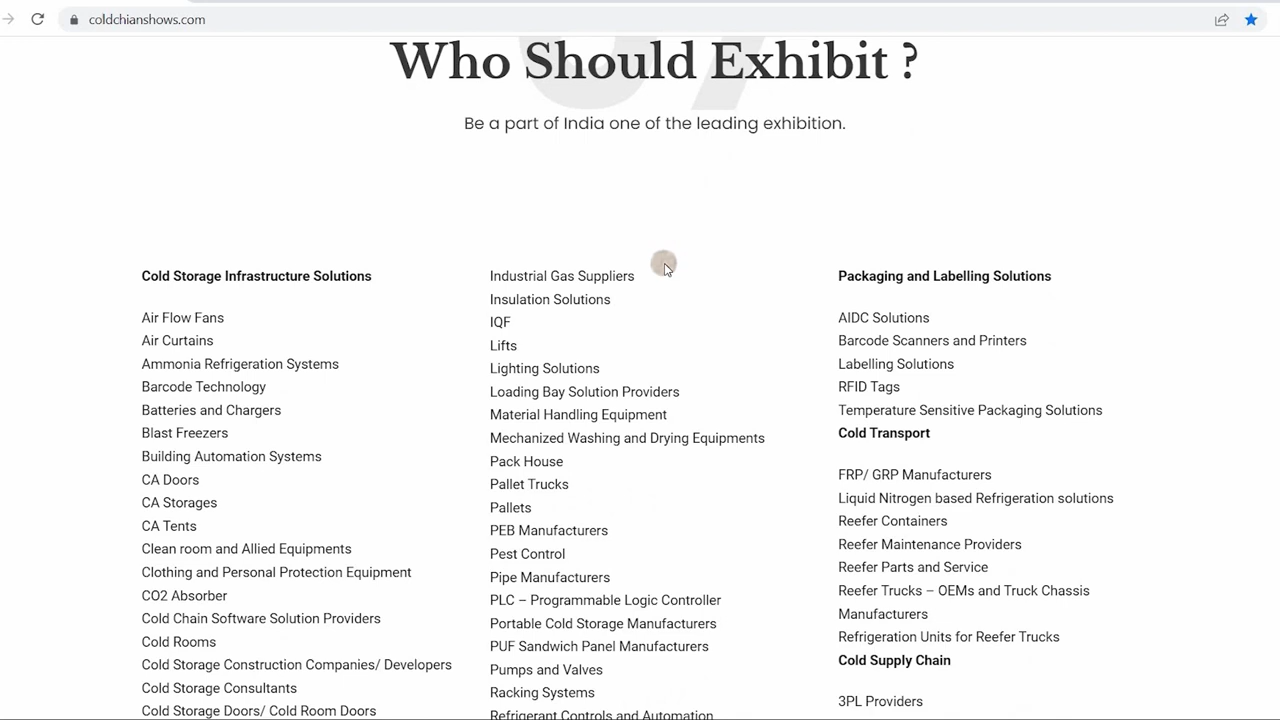 coldchianshows.com
Who Should Exhibit ?
Be a part of India one of the leading exhibition.
Cold Storage Infrastructure Solutions
Air Flow Fans
Air Curtains
Ammonia Refrigeration Systems
Barcode Technology
Batteries and Chargers
Blast Freezers
Building Automation Systems
CA Doors
CA Storages
CA Tents
Clean room and Allied Equipments
Clothing and Personal Protection Equipment
CO2 Absorber
Cold Chain Software Solution Providers
Cold Rooms
Cold Storage Construction Companies/ Developers
Cold Storage Consultants
Cold Storage Doors/ Cold Room Doors
Industrial Gas Suppliers
Insulation Solutions
IQF
Lifts
Lighting Solutions
Loading Bay Solution Providers
Material Handling Equipment
Mechanized Washing and Drying Equipments
Pack House
Pallet Trucks
Pallets
PEB Manufacturers
Pest Control
Pipe Manufacturers
PLC – Programmable Logic Controller
Portable Cold Storage Manufacturers
PUF Sandwich Panel Manufacturers
Pumps and Valves
Racking Systems
Refrigerant Controls and Automation
Packaging and Labelling Solutions
AIDC Solutions
Barcode Scanners and Printers
Labelling Solutions
RFID Tags
Temperature Sensitive Packaging Solutions
Cold Transport
FRP/ GRP Manufacturers
Liquid Nitrogen based Refrigeration solutions
Reefer Containers
Reefer Maintenance Providers
Reefer Parts and Service
Reefer Trucks – OEMs and Truck Chassis
Manufacturers
Refrigeration Units for Reefer Trucks
Cold Supply Chain
3PL Providers